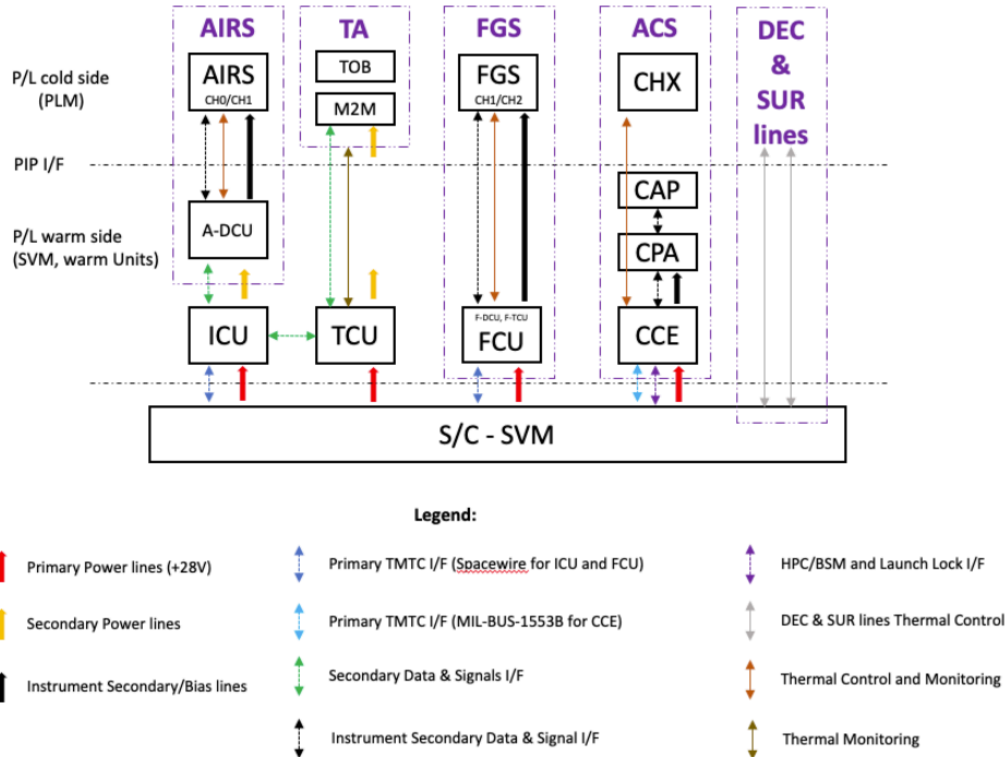 AIRS
TA
FGS
ACS
DEC
&
SUR
lines
P/L cold side
(PLM)
AIRS
CH0/CH1
TOB
M2M
FGS
CH1/CH2
CHX
PIP I/F
P/L warm side
(SVM, warm Units)
A-DCU
CAP
CPA
ICU
TCU
F-DCU, F-TCU
FCU
CCE
S/C - SVM
Legend:
Primary Power lines (+28V)
Primary TMTC I/F (Spacewire for ICU and FCU)
HPC/BSM and Launch Lock I/F
Secondary Power lines
Primary TMTC I/F (MIL-BUS-1553B for CCE)
DEC & SUR lines Thermal Control
Instrument Secondary/Bias lines
Secondary Data & Signals I/F
Thermal Control and Monitoring
Instrument Secondary Data & Signal I/F
Thermal Monitoring